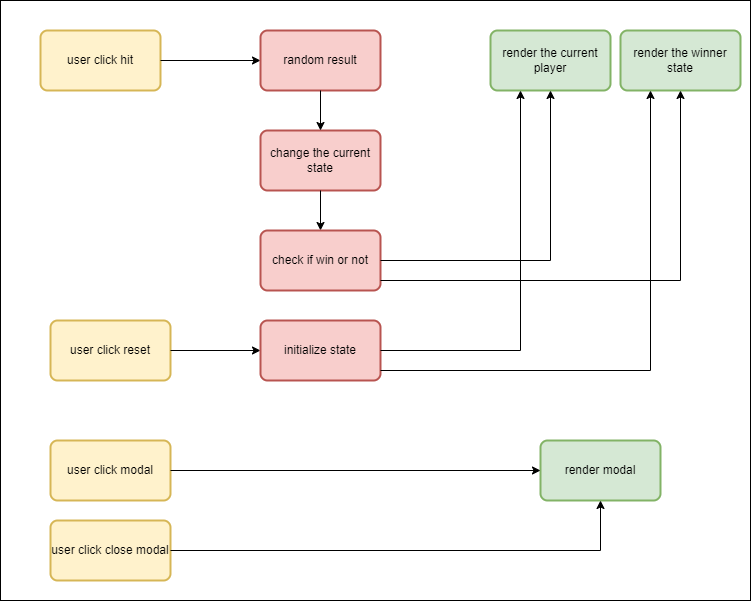 user click hit
random result
render the current
player
render the winner
state
change the current
state
check if win or not
user click reset
initialize state
user click modal
render modal
user click close modal